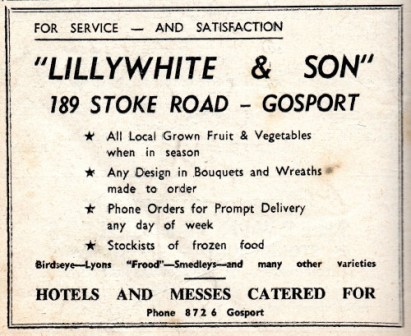 FOR SERVICE — AND SATISFACTION
"LILLYWHITE & SON"
189 STOKE ROAD – GOSPORT
★ All Local Grown Fruit & Vegetables
when in season
★ Any Design in Bouquets and Wreaths
made to order
★ Phone Orders for Prompt Delivery
any day of week
★ Stockists of frozen food
Birdseye—Lyons "Frood"—Smedleys—and many other varieties
HOTELS AND MESSES CATERED FOR
Phone 8726 Gosport